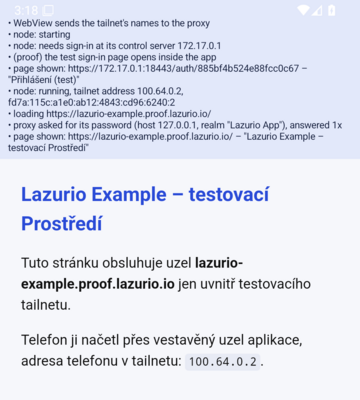 3:18
• WebView sends the tailnet's names to the proxy
• node: starting
• node: needs sign-in at its control server 172.17.0.1
• (proof) the test sign-in page opens inside the app
• page shown: https://172.17.0.1:18443/auth/885bf4b524e88fcc0c67 –
"Přihlášení (test)"
• node: running, tailnet address 100.64.0.2,
fd7a:115c:a1e0:ab12:4843:cd96:6240:2
• loading https://lazurio-example.proof.lazurio.io/
• proxy asked for its password (host 127.0.0.1, realm "Lazurio App"), answered 1x
• page shown: https://lazurio-example.proof.lazurio.io/ – "Lazurio Example –
testovací Prostředí"
Lazurio Example – testovací
Prostředí
Tuto stránku obsluhuje uzel lazurio-
example.proof.lazurio.io jen uvnitř testovacího
tailnetu.
Telefon ji načetl přes vestavěný uzel aplikace,
adresa telefonu v tailnetu: 100.64.0.2.